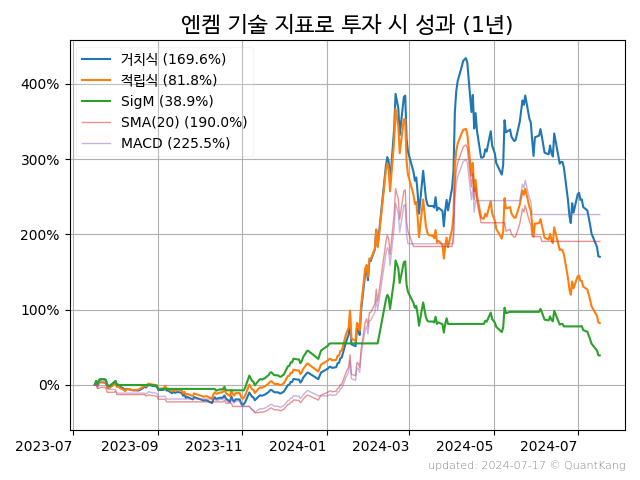 엔켐 기술 지표로 투자 시 성과 (1년)
거치식 (169.6%)
적립식 (81.8%)
SigM (38.9%)
SMA(20) (190.0%)
MACD (225.5%)
400%
300%
200%
100%
0%
2023-07 2023-09 2023-11 2024-01 2024-03 2024-05 2024-07
updated: 2024-07-17 © QuantKang